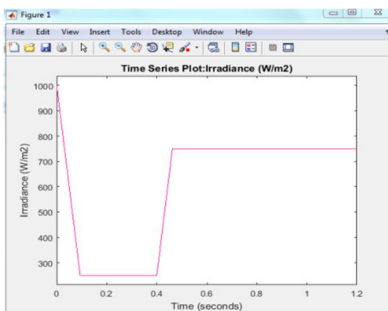 Figure 1
File Edit View Insert Tools Desktop Window Help
Time Series Plot:Irradiance (W/m2)
Irradiance (W/m2)
1000
900
800
700
600
500
400
300
0 0.2 0.4 0.6 0.8 1 1.2
Time (seconds)